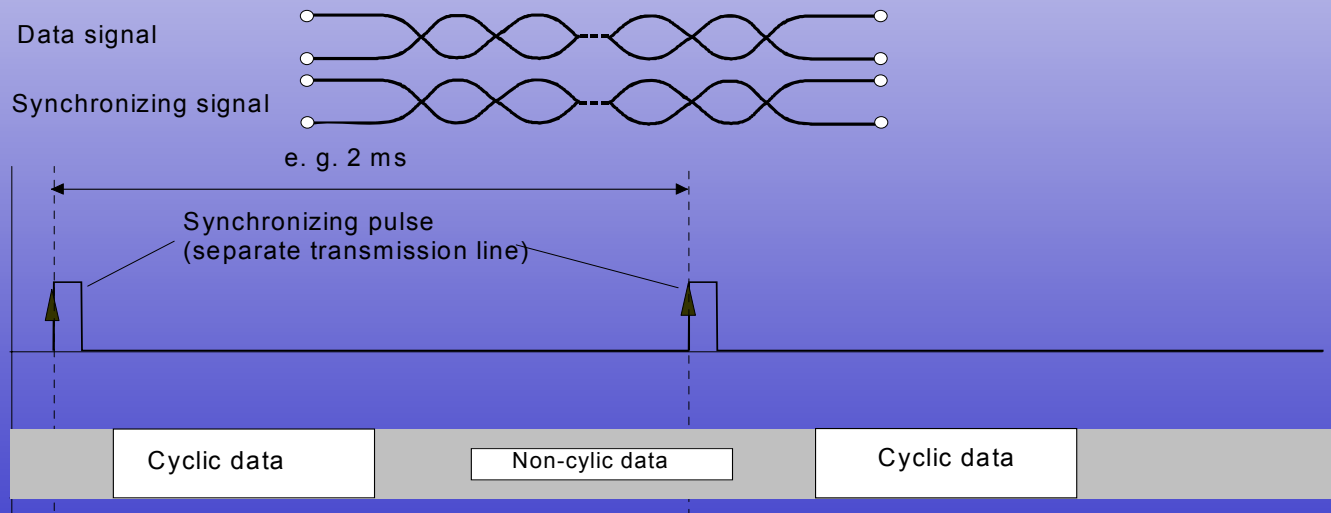 Data signal
Synchronizing signal
e. g. 2 ms
Synchronizing pulse
(separate transmission line)
Cyclic data
Non-cylic data
Cyclic data